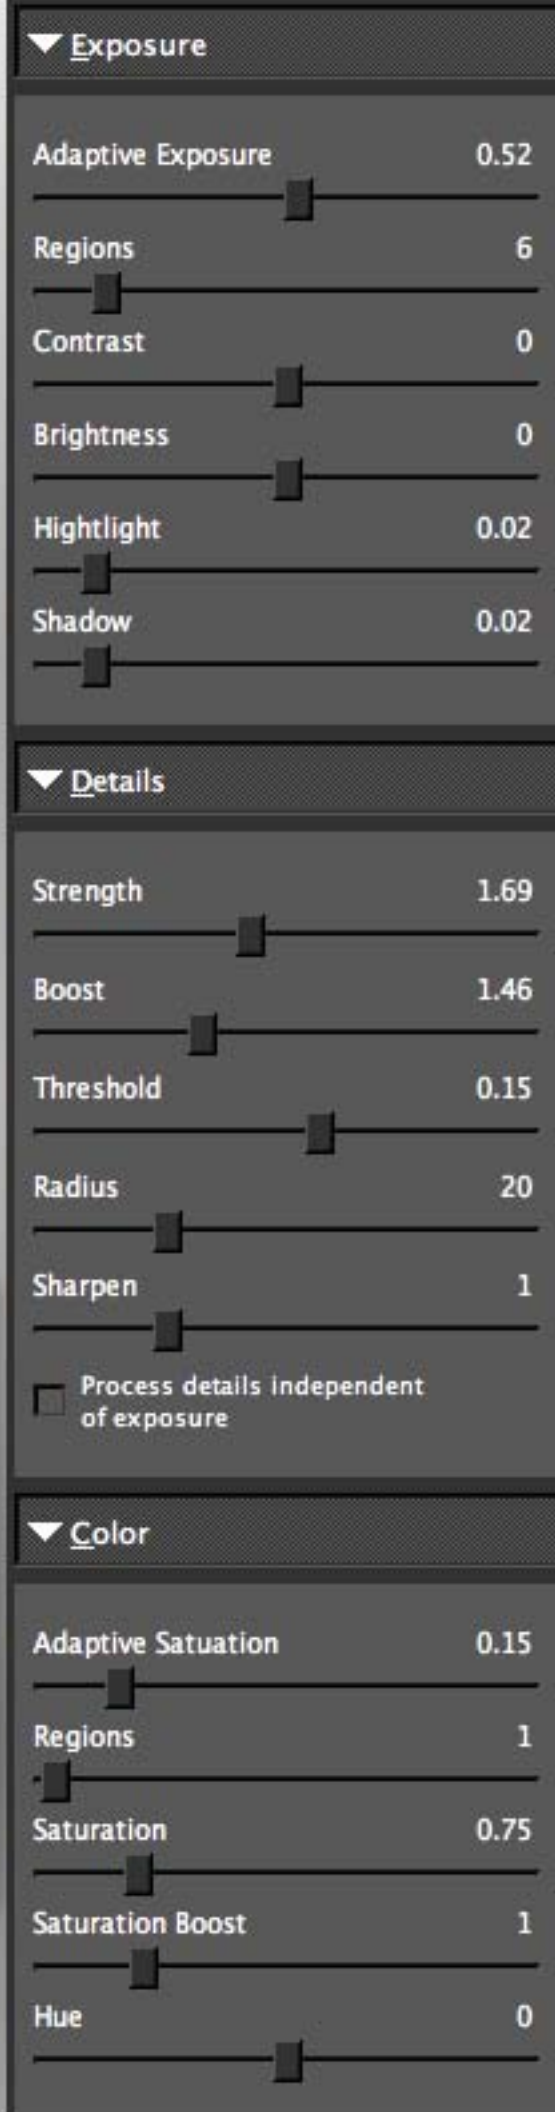 Exposure
Adaptive Exposure 0.52
Regions 6
Contrast 0
Brightness 0
Hightlight 0.02
Shadow 0.02
Details
Strength 1.69
Boost 1.46
Threshold 0.15
Radius 20
Sharpen 1
Process details independent
of exposure
Color
Adaptive Satuation 0.15
Regions 1
Saturation 0.75
Saturation Boost 1
Hue 0